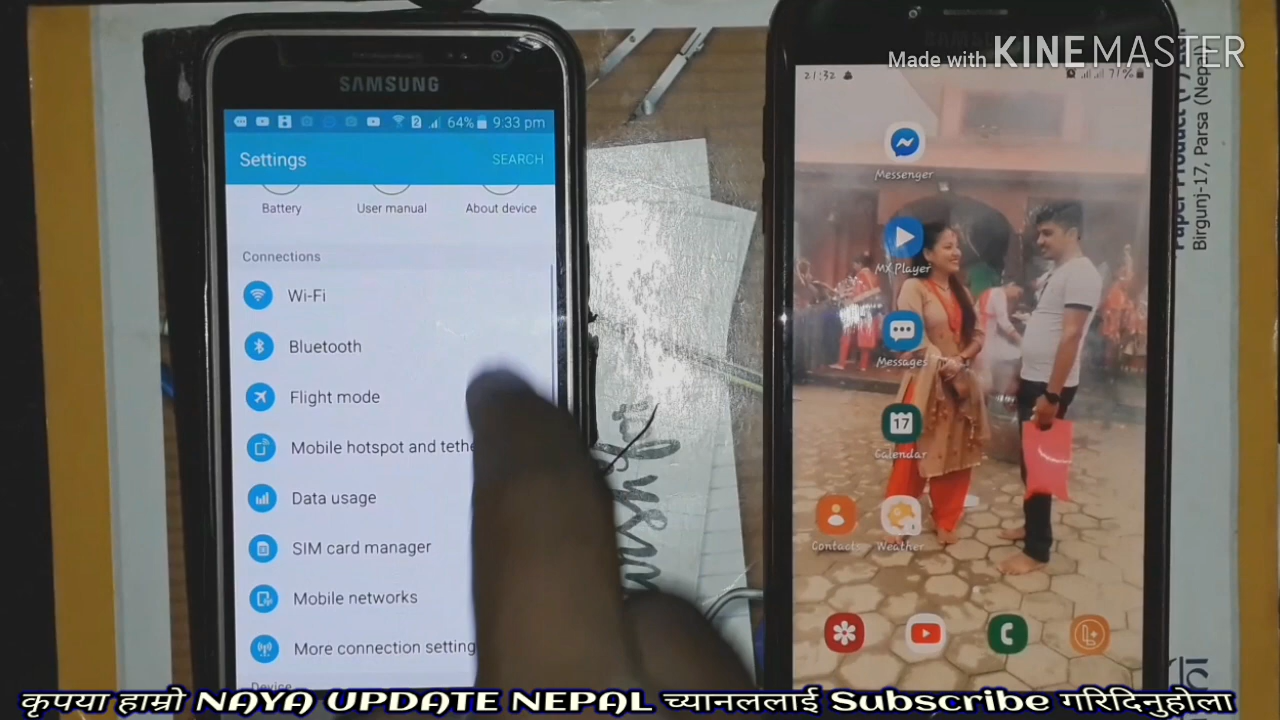 SAMSUNG
64% 9:33 pm
Settings
SEARCH
Battery
User manual
About device
Connections
Wi-Fi
Bluetooth
Flight mode
Mobile hotspot and tethe
Data usage
SIM card manager
Mobile networks
More connection setting
Device
Made with KINEMASTER
21:32
71%
Messenger
MX Player
Messages
17
Calendar
Contacts
Weather
Birgunj-17, Parsa (Nepal)
कृपया हाम्रो NAYA UPDATE NEPAL च्यानललाई Subscribe गरिदिनुहोला